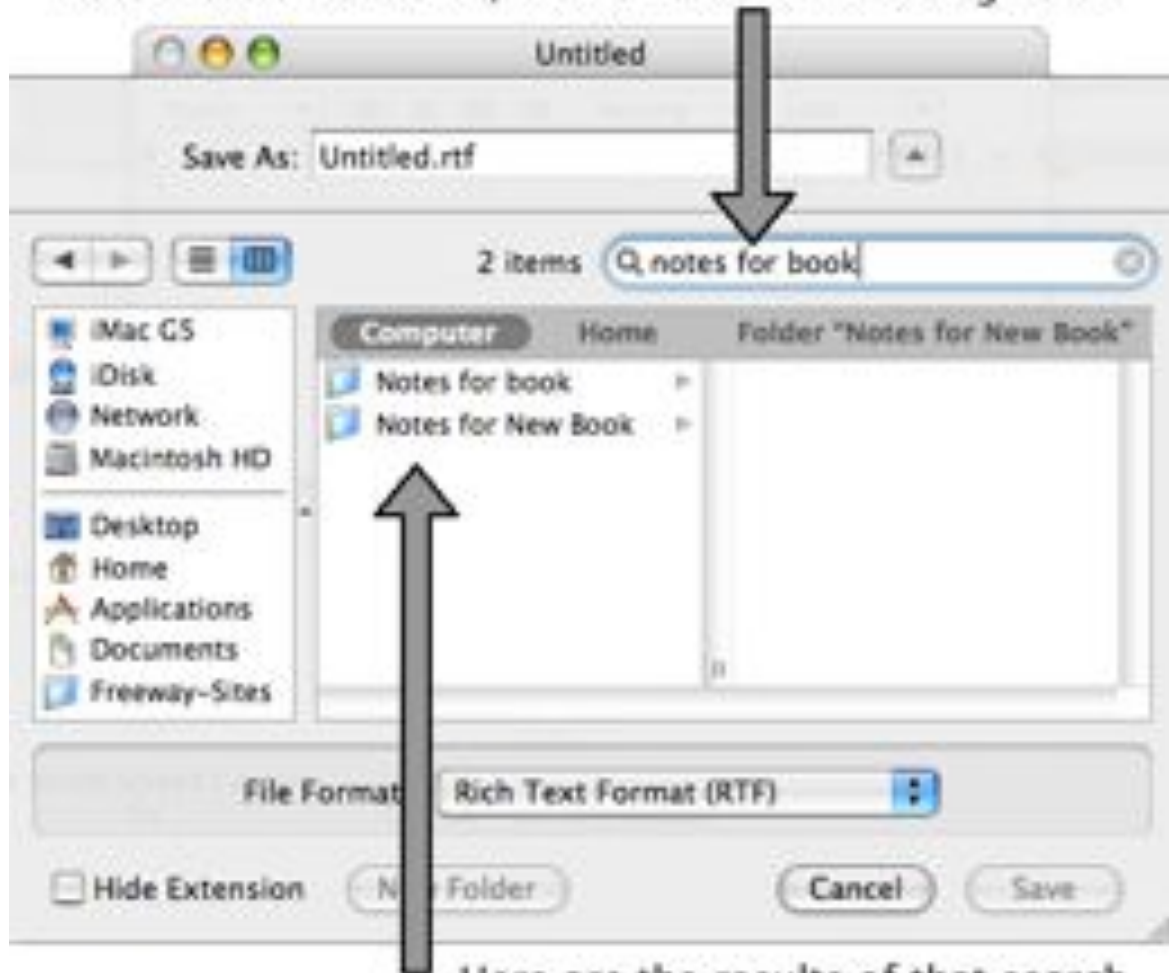 Untitled
Save As: Untitled.rtf
2 items notes for book
iMac G5
iDisk
Network
Macintosh HD
Desktop
Home
Applications
Documents
Freeway-Sites
Computer Home Folder "Notes for New Book"
Notes for book
Notes for New Book
File Format Rich Text Format (RTF)
Hide Extension Folder Cancel Save
Here are the results of that search